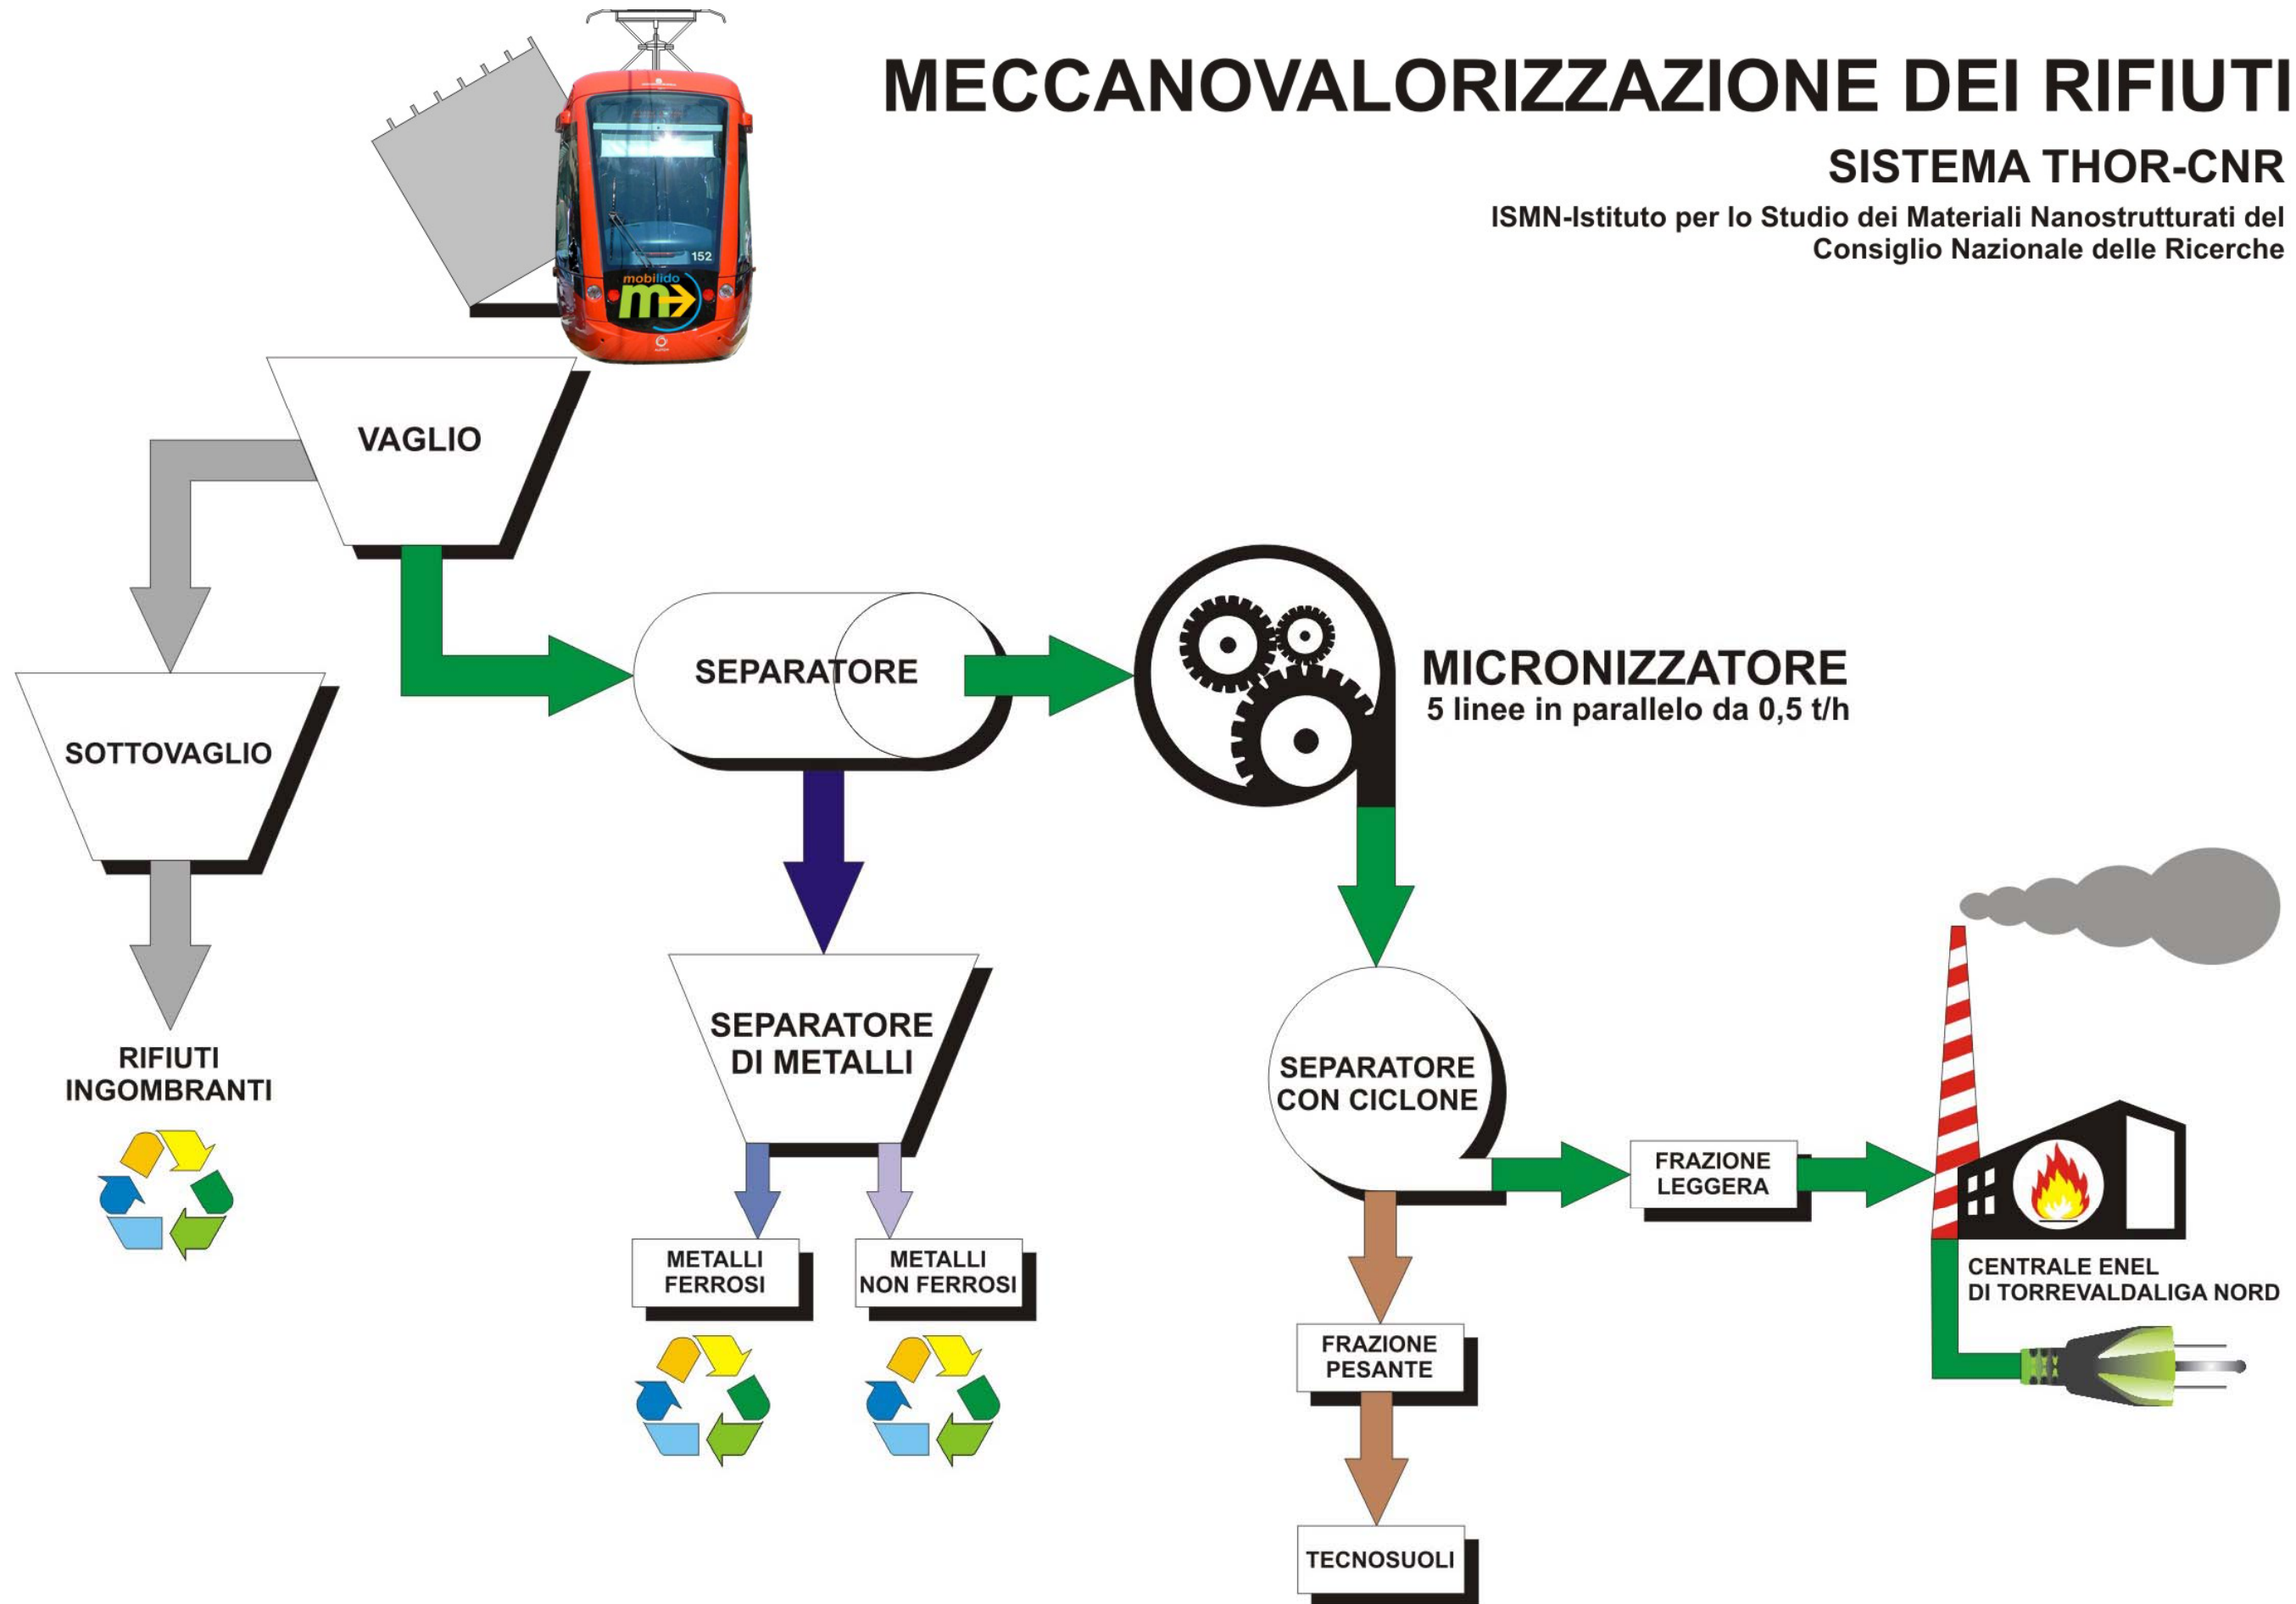 MECCANOVALORIZZAZIONE DEI RIFIUTI
SISTEMA THOR-CNR
ISMN-Istituto per lo Studio dei Materiali Nanostrutturati del
Consiglio Nazionale delle Ricerche
152
mobilido
m
VAGLIO
SEPARATORE
MICRONIZZATORE
5 linee in parallelo da 0,5 t/h
SOTTOVAGLIO
SEPARATORE
DI METALLI
RIFIUTI
INGOMBRANTI
SEPARATORE
CON CICLONE
FRAZIONE
LEGGERA
METALLI
FERROSI
METALLI
NON FERROSI
CENTRALE ENEL
DI TORREVALDALIGA NORD
FRAZIONE
PESANTE
TECNOSUOLI